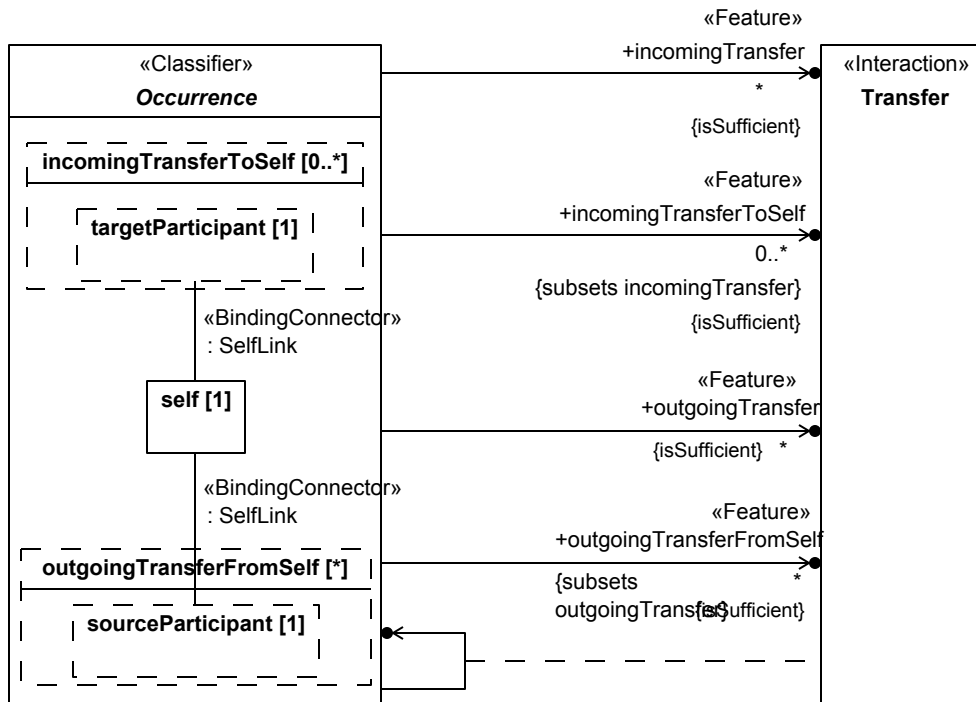 «Classifier»
Occurrence
incomingTransferToSelf [0..*]
targetParticipant [1]
«BindingConnector»
: SelfLink
self [1]
«BindingConnector»
: SelfLink
outgoingTransferFromSelf [*]
sourceParticipant [1]
«Feature»
+incomingTransfer
*
{isSufficient}
«Feature»
+incomingTransferToSelf
0..*
{subsets incomingTransfer}
{isSufficient}
«Feature»
+outgoingTransfer
{isSufficient} *
«Feature»
+outgoingTransferFromSelf
*
{subsets
outgoingTransfer}
{isSufficient}
«Interaction»
Transfer